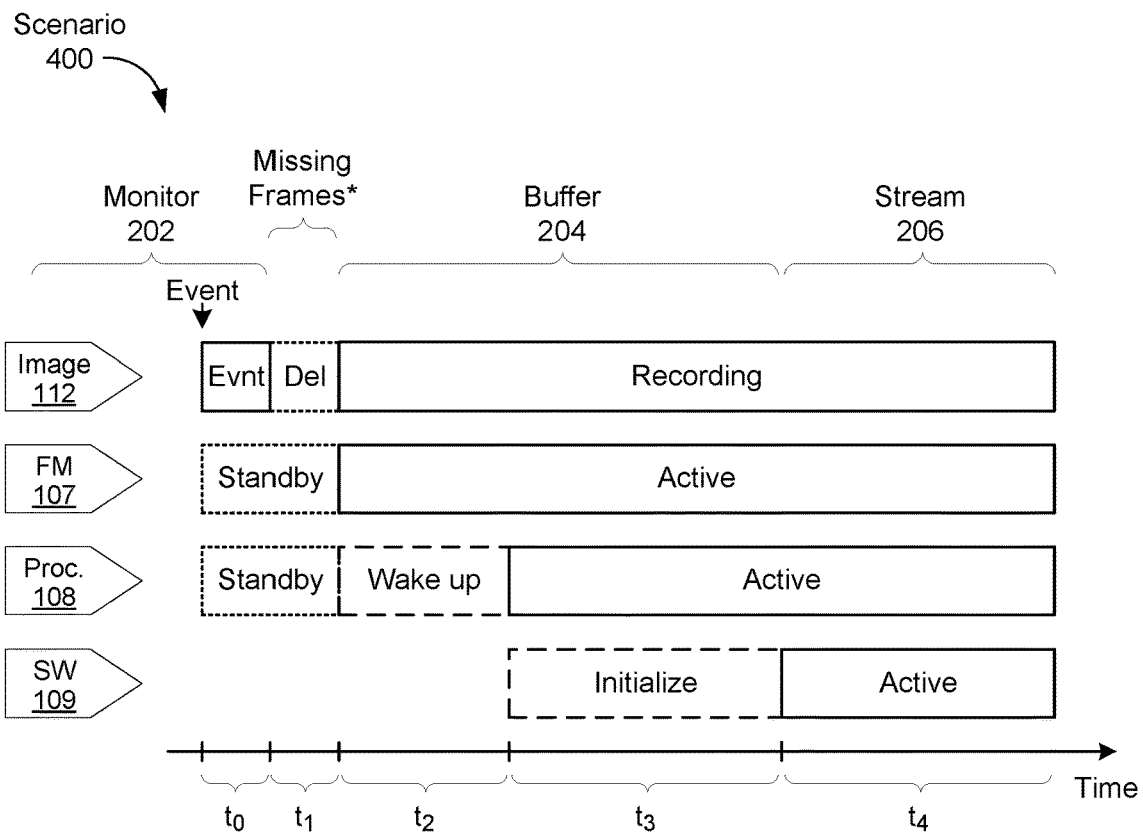 Scenario
400
Missing
Frames*
Monitor
202
Buffer
204
Stream
206
Event
Image
112
Evnt
Del
Recording
FM
107
Standby
Active
Proc.
108
Standby
Wake up
Active
SW
109
Initialize
Active
Time
t0
t1
t2
t3
t4